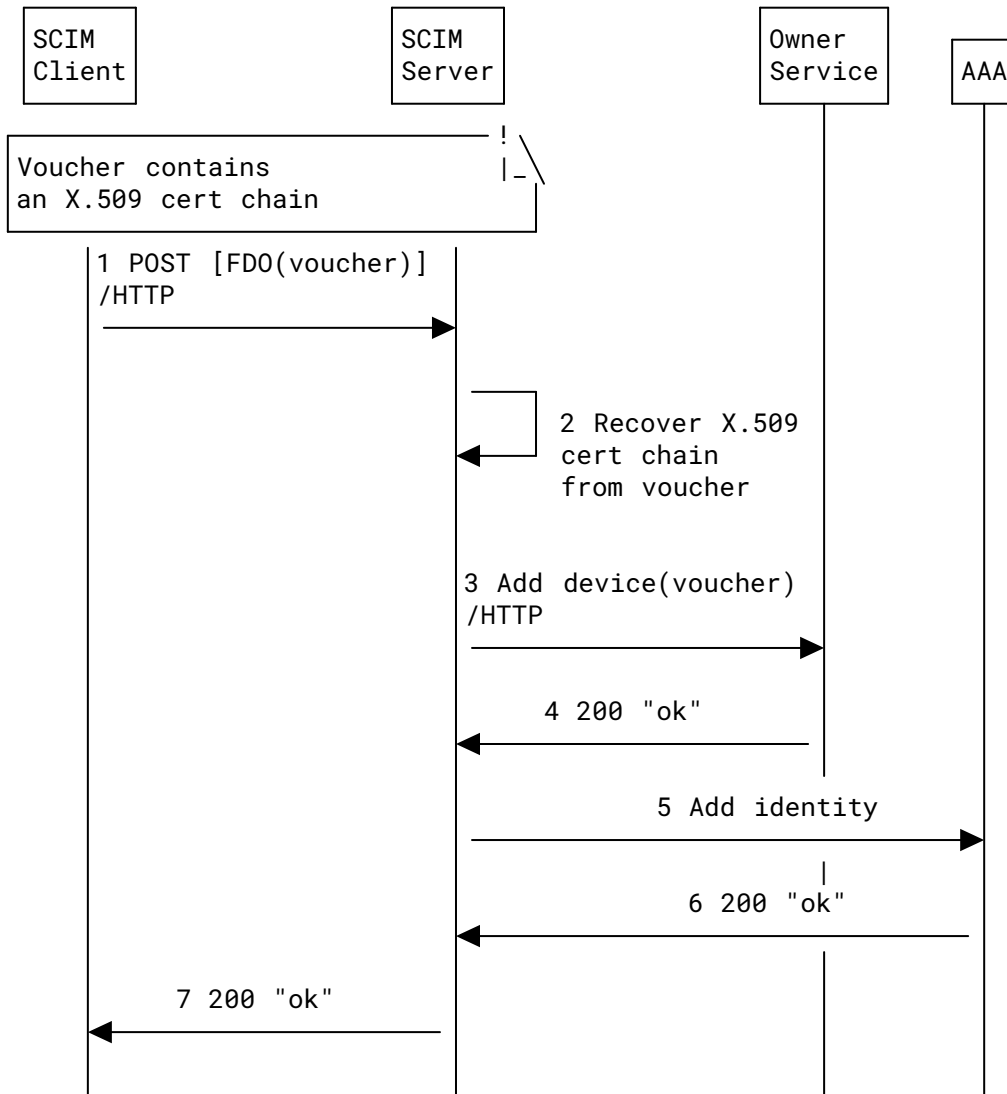 SCIM
Client
SCIM
Server
Owner
Service
AAA
Voucher contains
an X.509 cert chain
1 POST [FDO(voucher)]
/HTTP
2 Recover X.509
cert chain
from voucher
3 Add device(voucher)
/HTTP
4 200 "ok"
5 Add identity
6 200 "ok"
7 200 "ok"